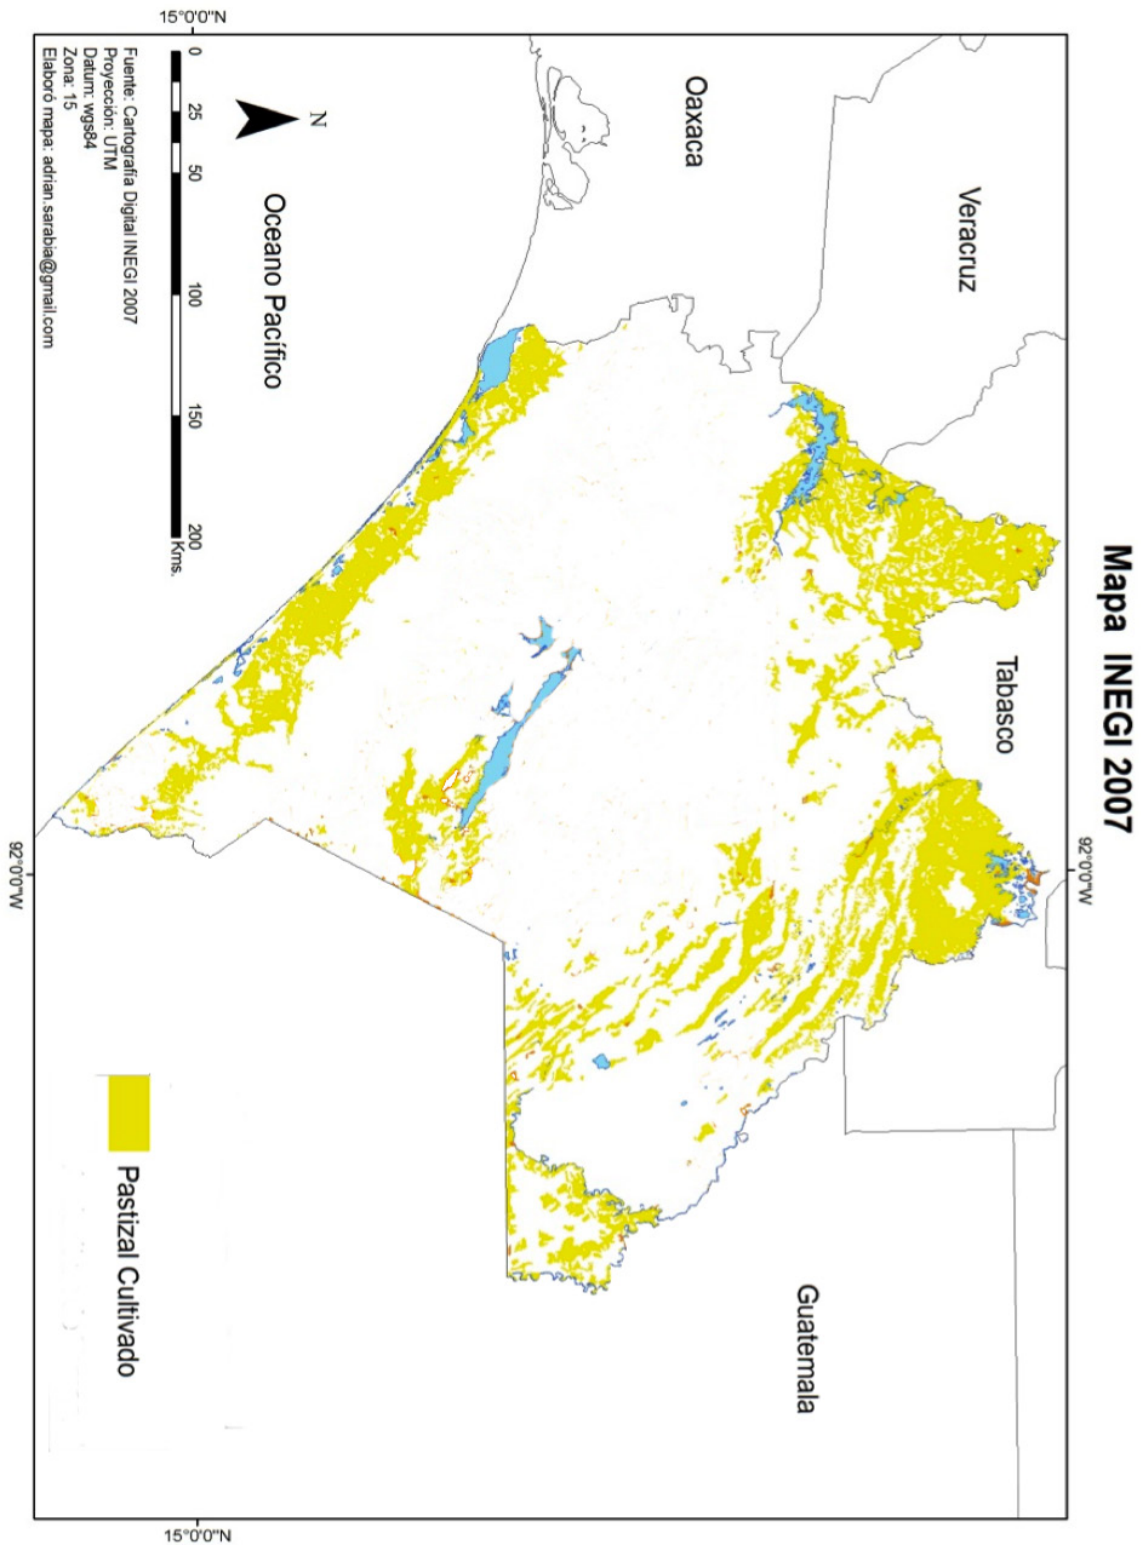 Mapa INEGI 2007
92°0'0"W
Veracruz
Tabasco
Oaxaca
Guatemala
15°0'0"N
N
Oceano Pacífico
0 25 50 100 150 200
Kms.
Fuente: Cartografía Digital INEGI 2007
Proyección: UTM
Datum: wgs84
Zona: 15
Elaboró mapa: adrian.sarabia@gmail.com
Pastizal Cultivado
15°0'0"N
92°0'0"W